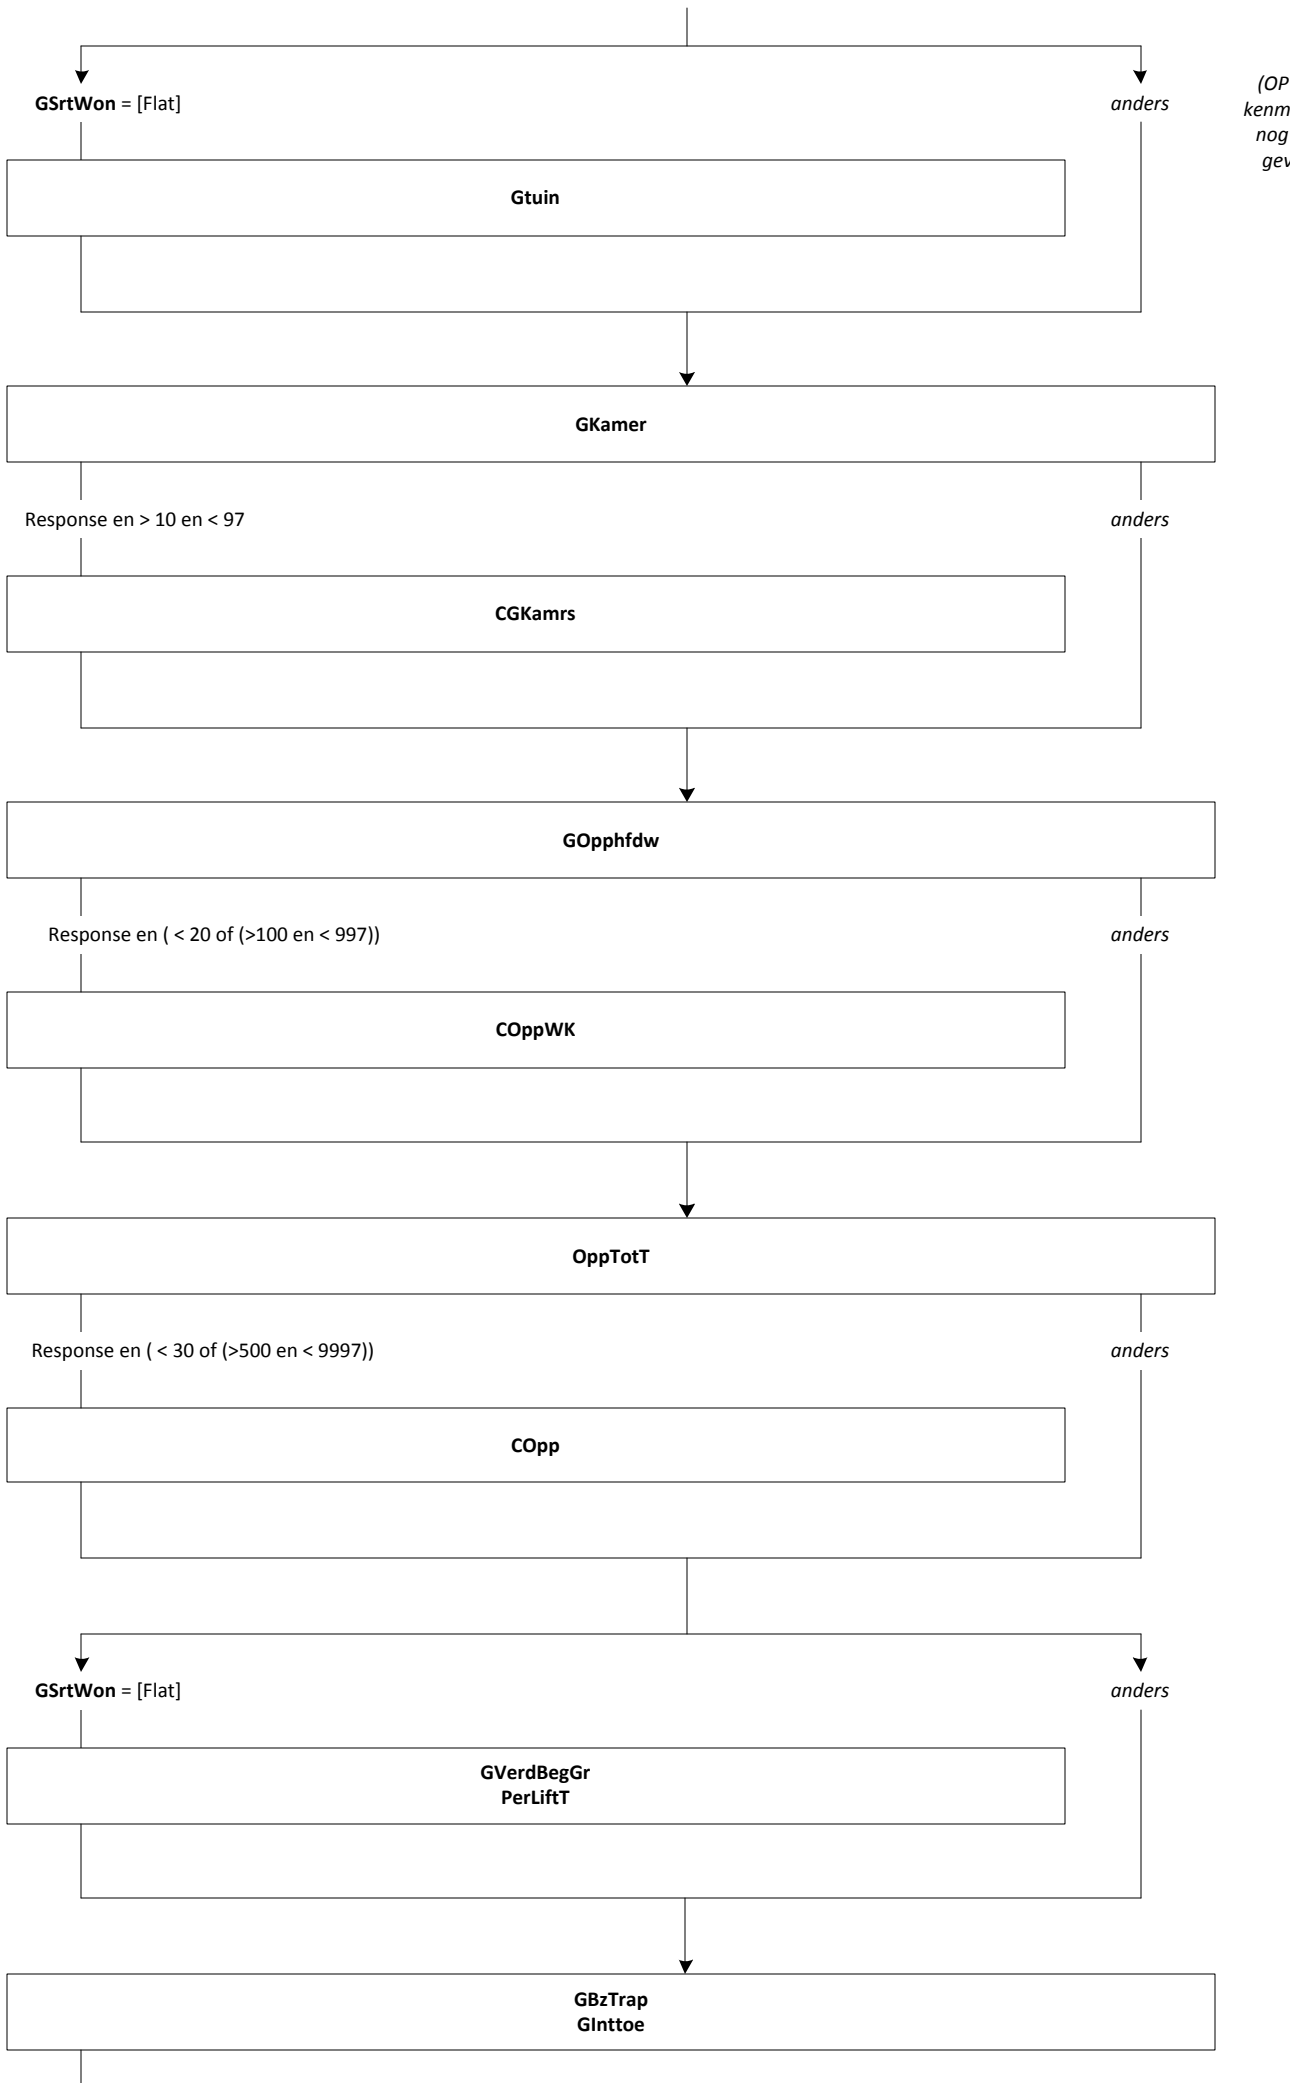 GSrtWon = [Flat]
anders
(OP
kenm
nog
gev
Gtuin
GKamer
Response en > 10 en < 97
anders
CGKamrs
GOpphfdw
Response en ( < 20 of (>100 en < 997))
anders
COppWK
OppTotT
Response en ( < 30 of (>500 en < 9997))
anders
COpp
GSrtWon = [Flat]
anders
GVerdBegGr
PerLiftT
GBzTrap
GInttoe